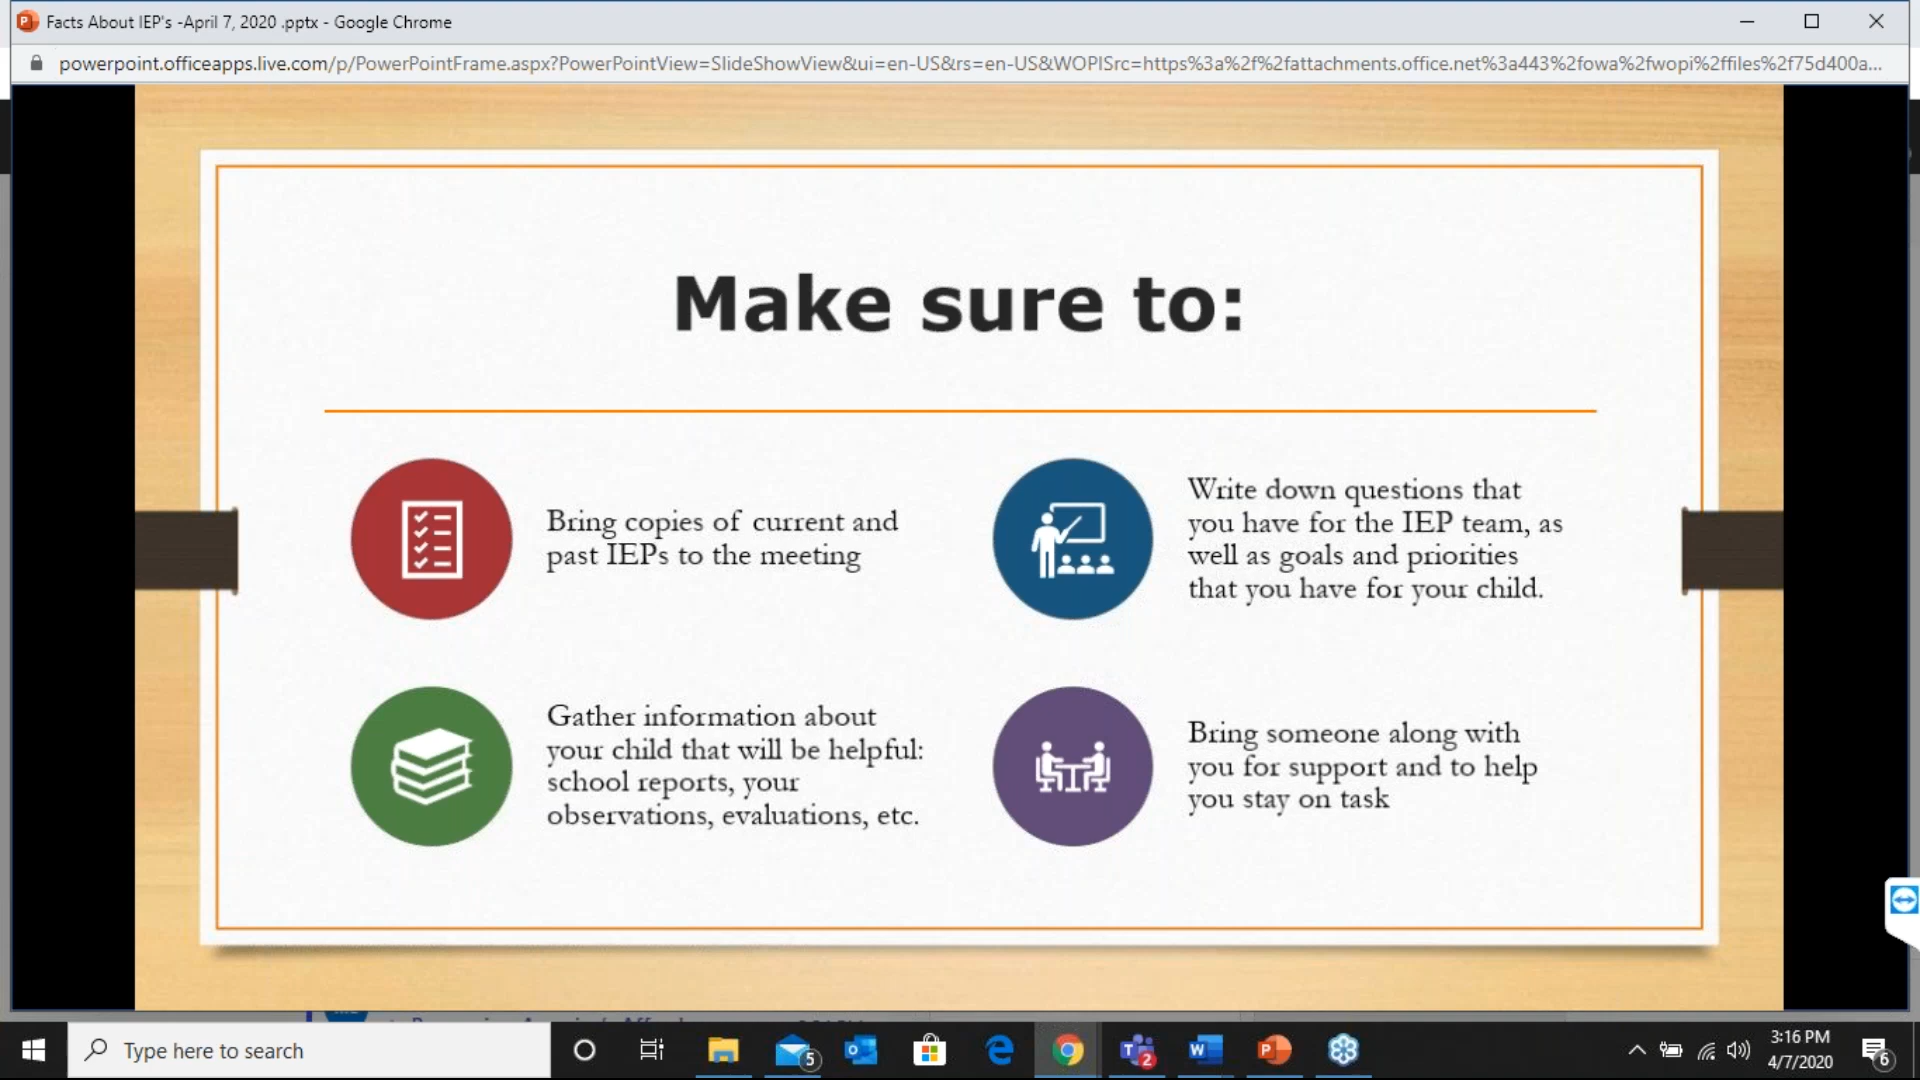 Facts About IEP's -April 7, 2020 .pptx - Google Chrome
powerpoint.officeapps.live.com/p/PowerPointFrame.aspx?PowerPointView=SlideShowView&ui=en-US&rs=en-US&WOPISrc=https%3a%2f%2fattachments.office.net%3a443%2fowa%2fwopi%2ffiles%2f75d400a...
Make sure to:
Bring copies of current and
past IEPs to the meeting
Write down questions that
you have for the IEP team, as
well as goals and priorities
that you have for your child.
Gather information about
your child that will be helpful:
school reports, your
observations, evaluations, etc.
Bring someone along with
you for support and to help
you stay on task
Type here to search
5
2
3:16 PM
4/7/2020
6